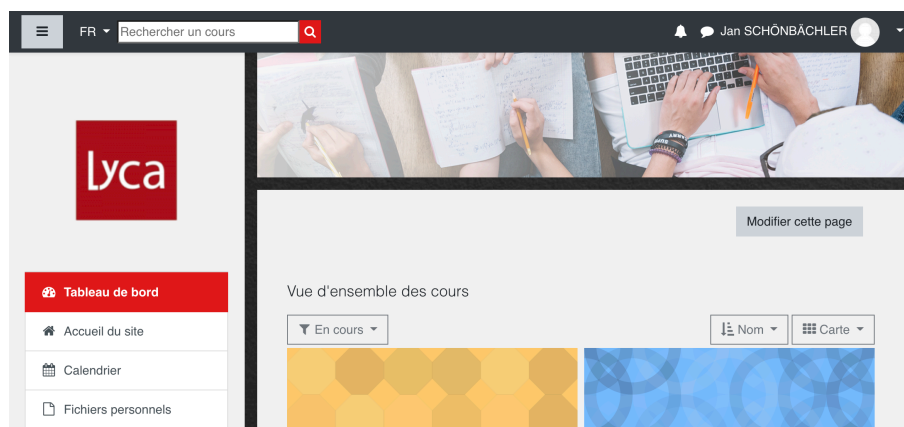 FR
Rechercher un cours
Jan SCHÖNBÄCHLER
Lyca
Modifier cette page
Tableau de bord
Vue d'ensemble des cours
Accueil du site
En cours
Nom
Carte
Calendrier
Fichiers personnels